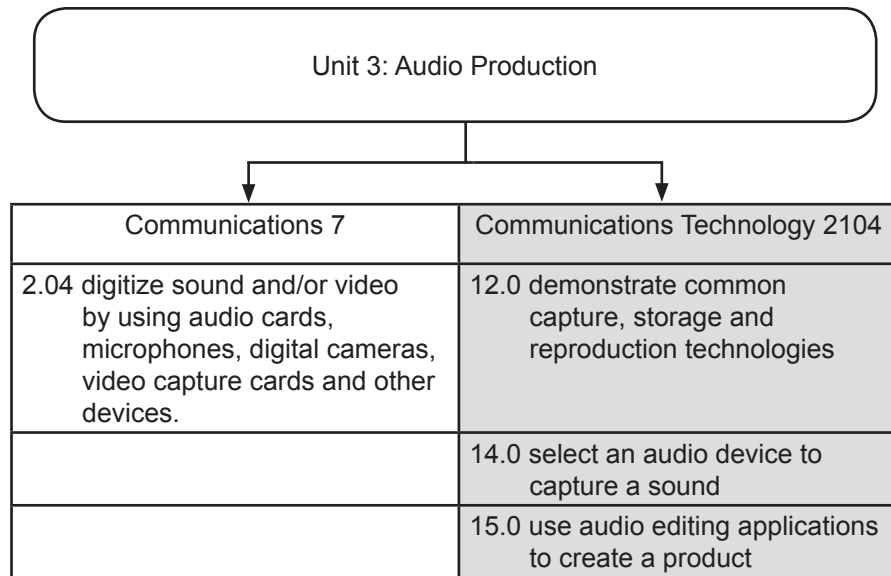 Unit 3: Audio Production
Communications 7
Communications Technology 2104
2.04 digitize sound and/or video
by using audio cards,
microphones, digital cameras,
video capture cards and other
devices.
12.0 demonstrate common
capture, storage and
reproduction technologies
14.0 select an audio device to
capture a sound
15.0 use audio editing applications
to create a product